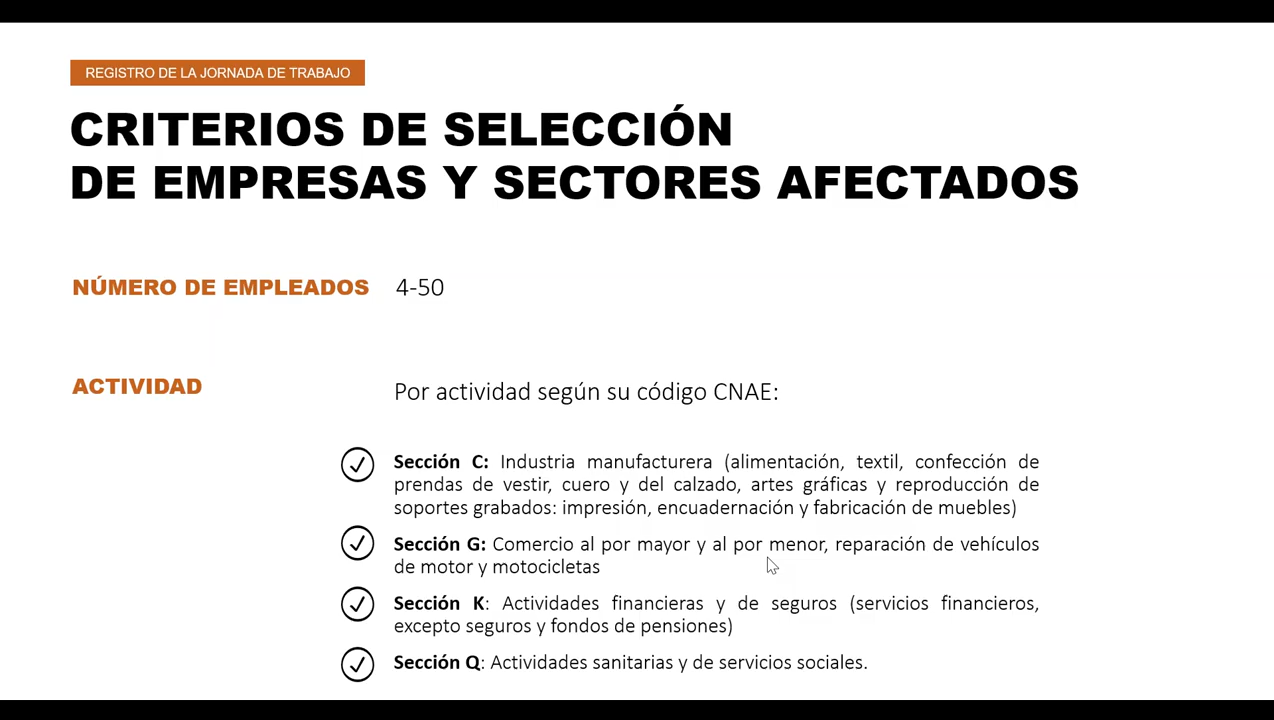 REGISTRO DE LA JORNADA DE TRABAJO
CRITERIOS DE SELECCIÓN
DE EMPRESAS Y SECTORES AFECTADOS
NÚMERO DE EMPLEADOS 4-50
ACTIVIDAD
Por actividad según su código CNAE:
Sección C: Industria manufacturera (alimentación, textil, confección de
prendas de vestir, cuero y del calzado, artes gráficas y reproducción de
soportes grabados: impresión, encuadernación y fabricación de muebles)
Sección G: Comercio al por mayor y al por menor, reparación de vehículos
de motor y motocicletas
Sección K: Actividades financieras y de seguros (servicios financieros,
excepto seguros y fondos de pensiones)
Sección Q: Actividades sanitarias y de servicios sociales.